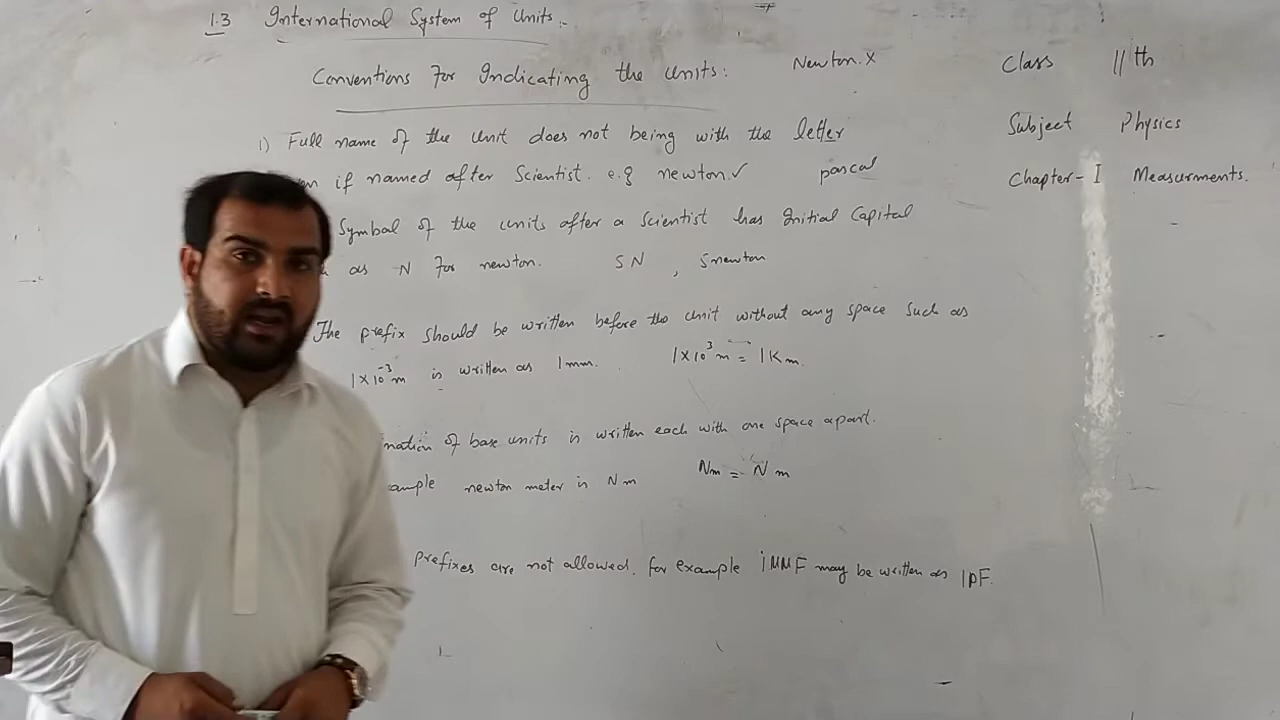 1.3 International System of Units:-
Conventions For Indicating the Units: Newton. X
Class 11th
1) Full name of the Unit does not being with the letter
Subject Physics
if named after Scientist. e.g newton. ✓ pascal
Chapter-I Measurments.
Symbol of the units after a Scientist has Initial Capital
as N For newton. 5N , 5newton
The prefix should be written before the unit without any space such as
1×10⁻³m is written as 1mm. 1×10³m = 1Km.
of base units is written each with one space apart.
newton meter is N m Nm = N m
prefixes are not allowed. for example 1MMF may be written as 1PF.